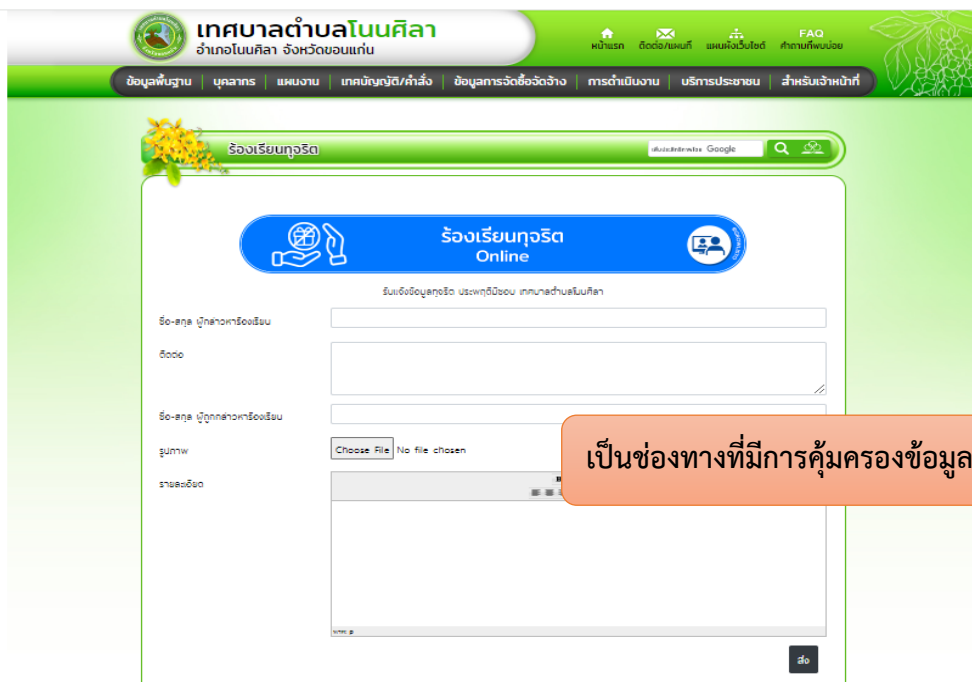 เทศบาลตำบลโนนศิลา
อำเภอโนนศิลา จังหวัดขอนแก่น
หน้าแรก ติดต่อ/แผนที่ แผนผังเว็บไซต์ FAQ คำถามที่พบบ่อย
ข้อมูลพื้นฐาน บุคลากร แผนงาน เทศบัญญัติ/คำสั่ง ข้อมูลการจัดซื้อจัดจ้าง การดำเนินงาน บริการประชาชน สำหรับเจ้าหน้าที่
ร้องเรียนทุจริต
Google
ร้องเรียนทุจริต
Online
รับแจ้งข้อมูลทุจริต ประพฤติมิชอบ เทศบาลตำบลโนนศิลา
ชื่อ-สกุล ผู้กล่าวหาร้องเรียน
ติดต่อ
ชื่อ-สกุล ผู้ถูกกล่าวหาร้องเรียน
รูปภาพ Choose File No file chosen
เป็นช่องทางที่มีการคุ้มครองข้อมูล
รายละเอียด
ส่ง